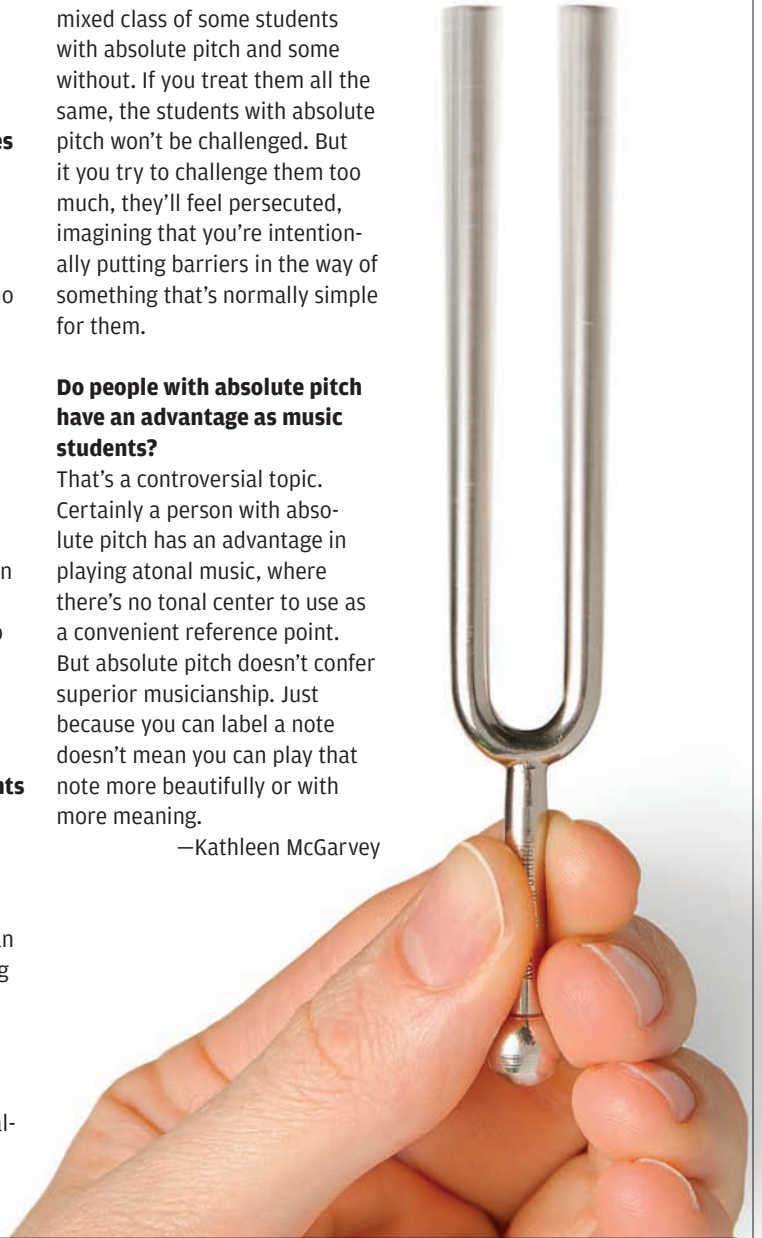 mixed class of some students
with absolute pitch and some
without. If you treat them all the
same, the students with absolute
pitch won't be challenged. But
it you try to challenge them too
much, they'll feel persecuted,
imagining that you're intention-
ally putting barriers in the way of
something that's normally simple
for them.
Do people with absolute pitch
have an advantage as music
students?
That's a controversial topic.
Certainly a person with abso-
lute pitch has an advantage in
playing atonal music, where
there's no tonal center to use as
a convenient reference point.
But absolute pitch doesn't confer
superior musicianship. Just
because you can label a note
doesn't mean you can play that
note more beautifully or with
more meaning.
—Kathleen McGarvey